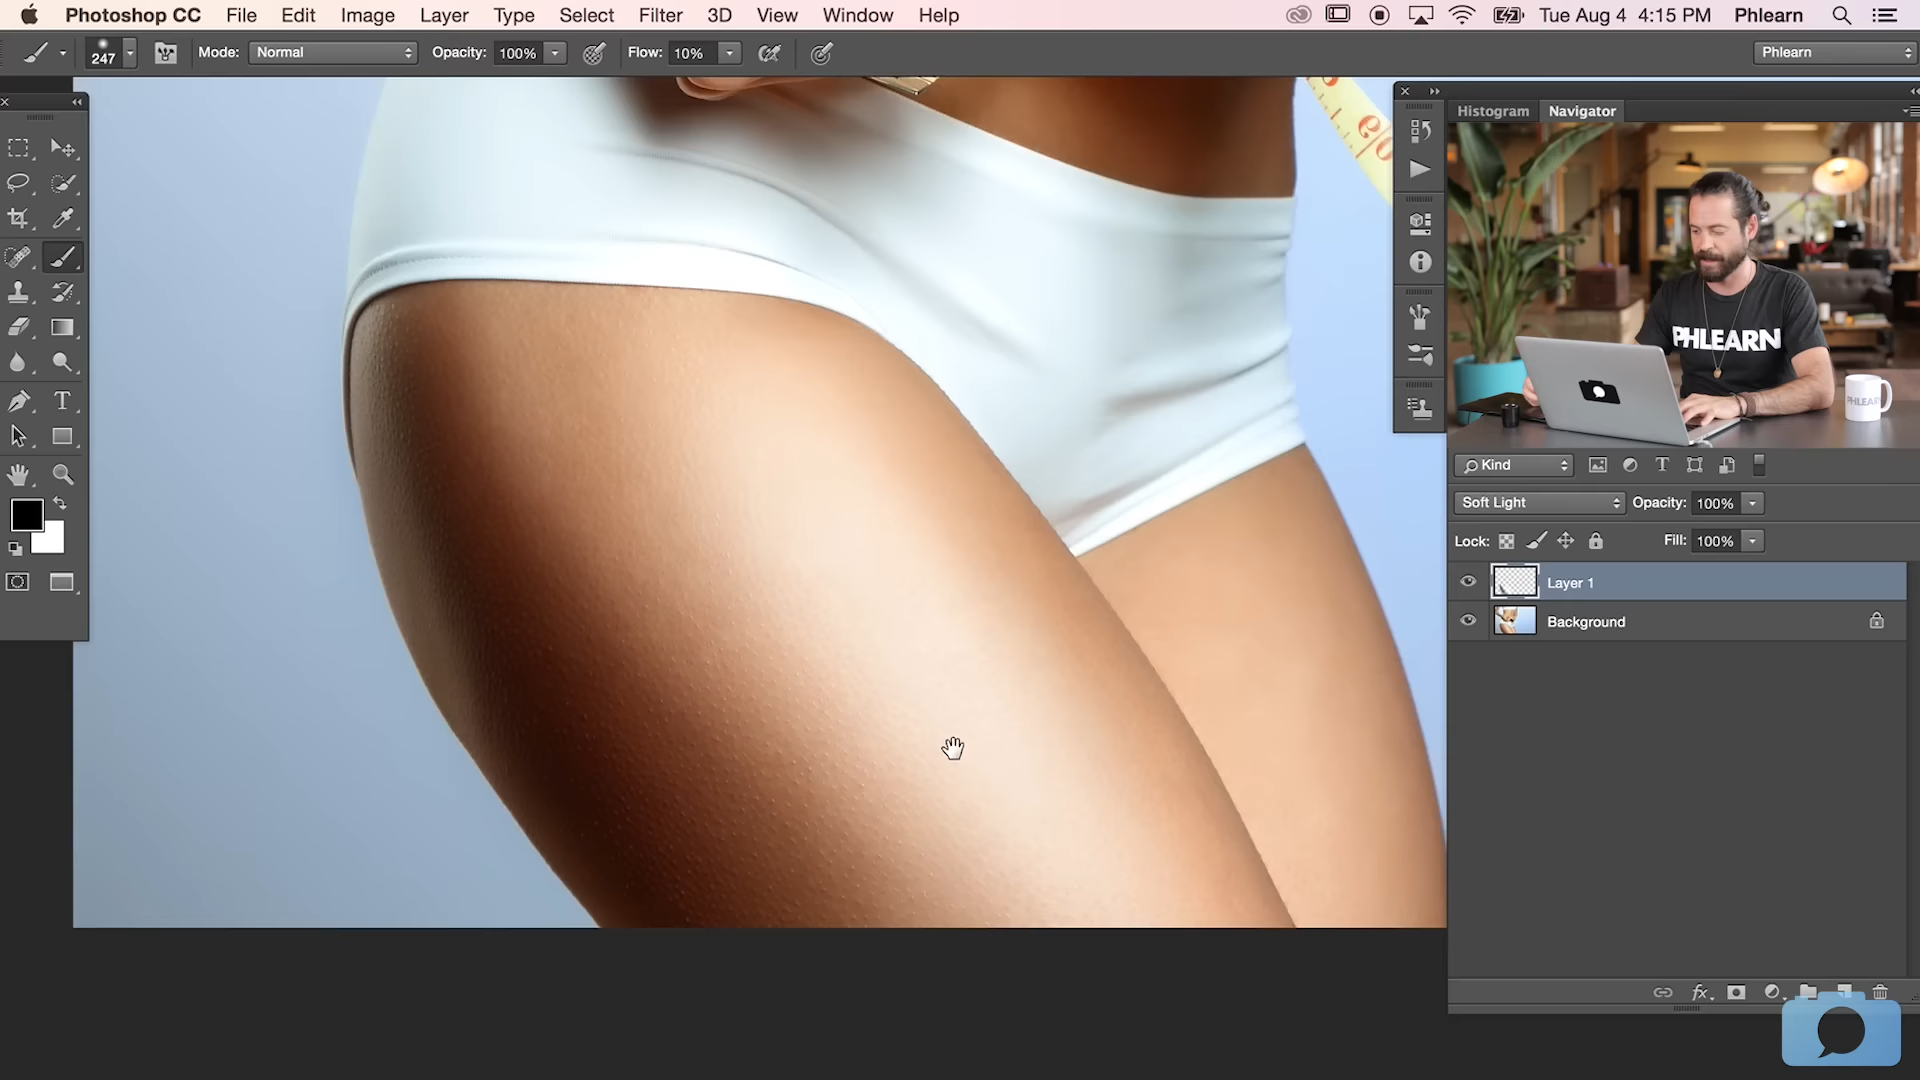 Photoshop CC File Edit Image Layer Type Select Filter 3D View Window Help Tue Aug 4 4:15 PM Phlearn
247 Mode: Normal Opacity: 100% Flow: 10% Phlearn
Histogram Navigator
PHLEARN
PHLEARN
Kind
Soft Light Opacity: 100%
Lock: Fill: 100%
Layer 1
Background
fx